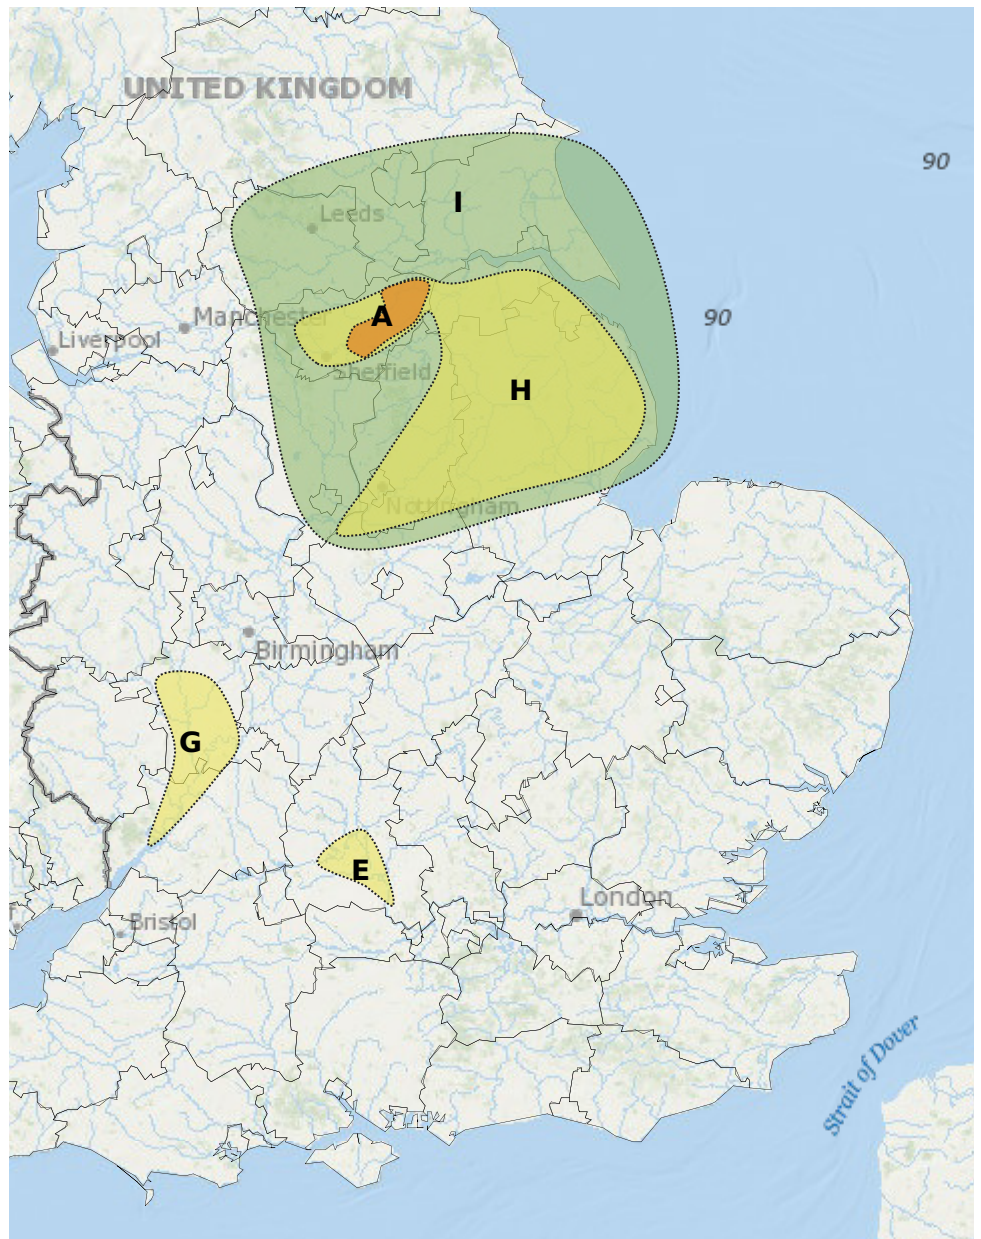 UNITED KINGDOM
90
I
Leeds
Manchester
A
90
Liverpool
Sheffield
H
Nottingham
Birmingham
G
E
London
Bristol
f
Strait of Dover